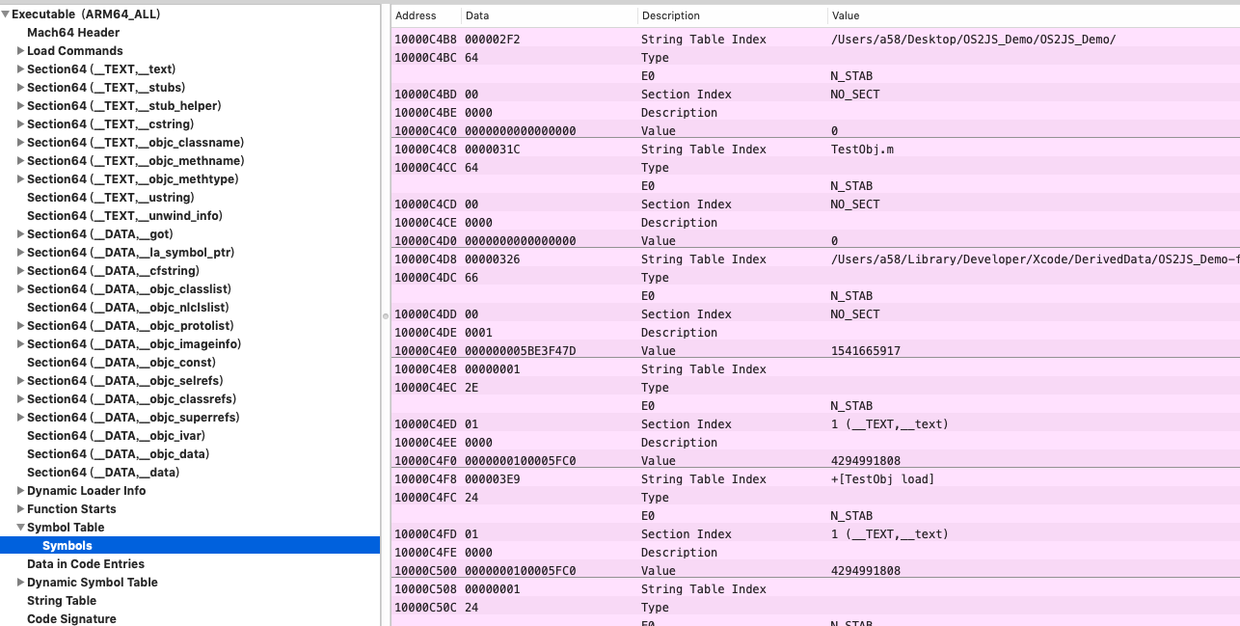 Executable (ARM64_ALL)
Mach64 Header
Load Commands
Section64 (__TEXT,__text)
Section64 (__TEXT,__stubs)
Section64 (__TEXT,__stub_helper)
Section64 (__TEXT,__cstring)
Section64 (__TEXT,__objc_classname)
Section64 (__TEXT,__objc_methname)
Section64 (__TEXT,__objc_methtype)
Section64 (__TEXT,__ustring)
Section64 (__TEXT,__unwind_info)
Section64 (__DATA,__got)
Section64 (__DATA,__la_symbol_ptr)
Section64 (__DATA,__cfstring)
Section64 (__DATA,__objc_classlist)
Section64 (__DATA,__objc_nlclslist)
Section64 (__DATA,__objc_protolist)
Section64 (__DATA,__objc_imageinfo)
Section64 (__DATA,__objc_const)
Section64 (__DATA,__objc_selrefs)
Section64 (__DATA,__objc_classrefs)
Section64 (__DATA,__objc_superrefs)
Section64 (__DATA,__objc_ivar)
Section64 (__DATA,__objc_data)
Section64 (__DATA,__data)
Dynamic Loader Info
Function Starts
Symbol Table
Symbols
Data in Code Entries
Dynamic Symbol Table
String Table
Code Signature
Address Data Description Value
10000C4B8 000002F2 String Table Index /Users/a58/Desktop/OS2JS_Demo/OS2JS_Demo/
10000C4BC 64 Type
E0 N_STAB
10000C4BD 00 Section Index NO_SECT
10000C4BE 0000 Description
10000C4C0 0000000000000000 Value 0
10000C4C8 0000031C String Table Index TestObj.m
10000C4CC 64 Type
E0 N_STAB
10000C4CD 00 Section Index NO_SECT
10000C4CE 0000 Description
10000C4D0 0000000000000000 Value 0
10000C4D8 00000326 String Table Index /Users/a58/Library/Developer/Xcode/DerivedData/OS2JS_Demo-f
10000C4DC 66 Type
E0 N_STAB
10000C4DD 00 Section Index NO_SECT
10000C4DE 0001 Description
10000C4E0 000000005BE3F47D Value 1541665917
10000C4E8 00000001 String Table Index
10000C4EC 2E Type
E0 N_STAB
10000C4ED 01 Section Index 1 (__TEXT,__text)
10000C4EE 0000 Description
10000C4F0 0000000100005FC0 Value 4294991808
10000C4F8 000003E9 String Table Index +[TestObj load]
10000C4FC 24 Type
E0 N_STAB
10000C4FD 01 Section Index 1 (__TEXT,__text)
10000C4FE 0000 Description
10000C500 0000000100005FC0 Value 4294991808
10000C508 00000001 String Table Index
10000C50C 24 Type
E0 N_STAB